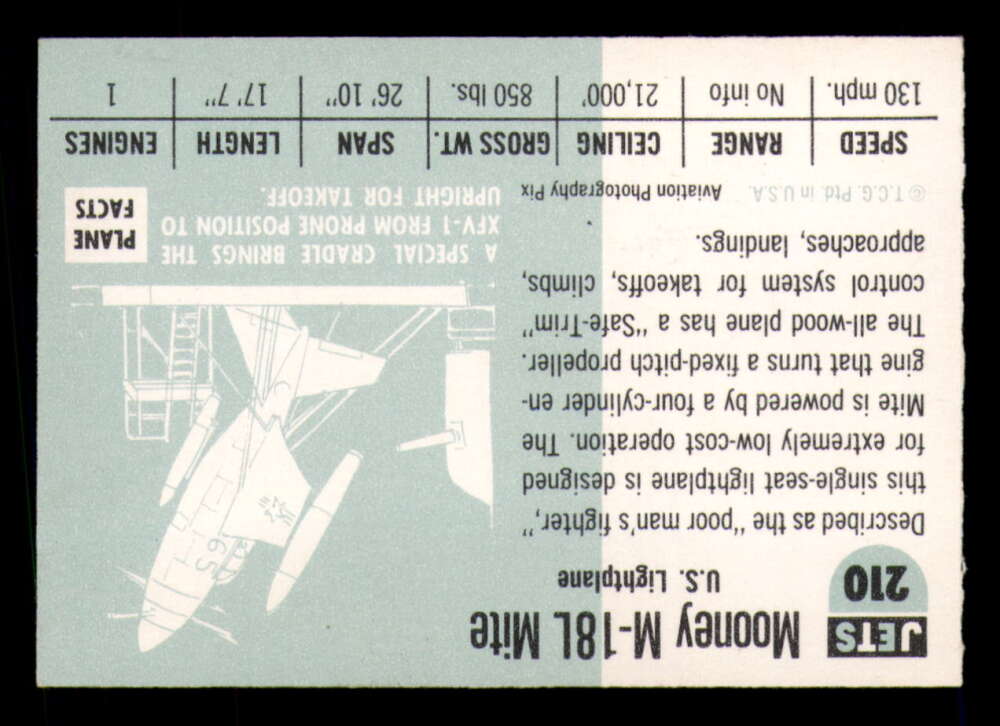 JETS
210
Mooney M-18L Mite
U.S. Lightplane
Described as the "poor man's fighter,"
this single-seat lightplane is designed
for extremely low-cost operation. The
Mite is powered by a four-cylinder en-
gine that turns a fixed-pitch propeller.
The all-wood plane has a "Safe-Trim"
control system for takeoffs, climbs,
approaches, landings.
© T.C.G. Ptd. in U.S.A. Aviation Photography Pix
PLANE
FACTS
A SPECIAL CRADLE BRINGS THE
XFV-1 FROM PRONE POSITION TO
UPRIGHT FOR TAKEOFF.
SPEED RANGE CEILING GROSS WT. SPAN LENGTH ENGINES
130 mph. No info 21,000' 850 lbs. 26' 10" 17' 7" 1